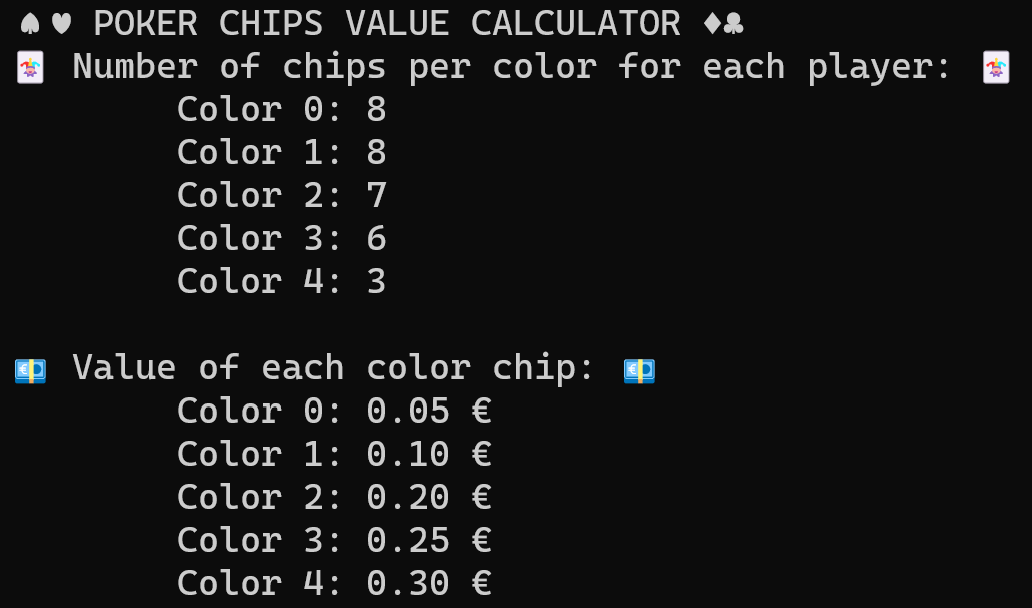 ♠♥ POKER CHIPS VALUE CALCULATOR ♦♣
🃏 Number of chips per color for each player: 🃏
Color 0: 8
Color 1: 8
Color 2: 7
Color 3: 6
Color 4: 3
💶 Value of each color chip: 💶
Color 0: 0.05 €
Color 1: 0.10 €
Color 2: 0.20 €
Color 3: 0.25 €
Color 4: 0.30 €